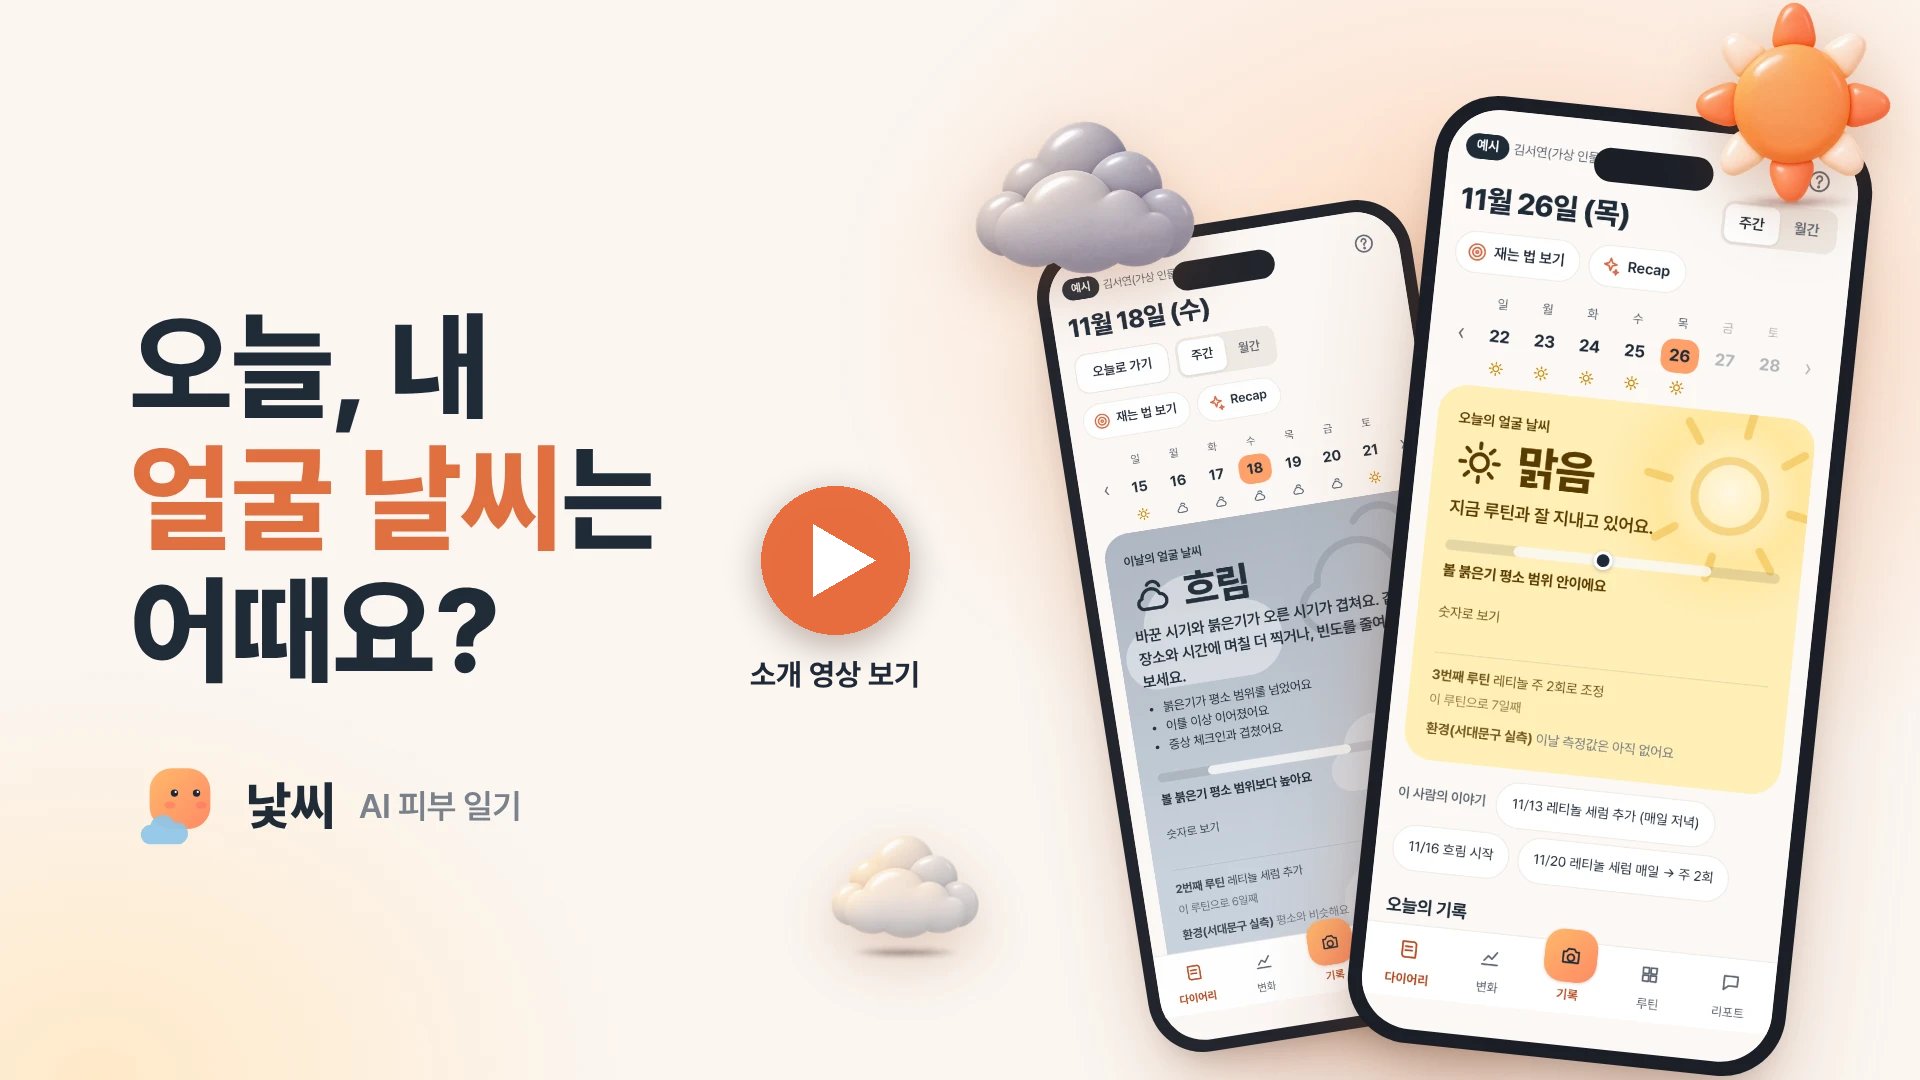 오늘, 내
얼굴 날씨는
어때요?
낯씨 AI 피부 일기
소개 영상 보기
예시 김서연(가상 인물
11월 18일 (수)
오늘로 가기 주간 월간
재는 법 보기 Recap
일 월 화 수 목 금 토
15 16 17 18 19 20 21
이날의 얼굴 날씨
흐림
바꾼 시기와 붉은기가 오른 시기가 겹쳐요.
장소와 시간에 며칠 더 찍거나, 빈도를 줄여
보세요.
• 붉은기가 평소 범위를 넘었어요
• 이틀 이상 이어졌어요
• 증상 체크인과 겹쳤어요
볼 붉은기 평소 범위보다 높아요
숫자로 보기
2번째 루틴 레티놀 세럼 추가
이 루틴으로 6일째
환경(서대문구 실측) 평소와 비슷해요
다이어리 변화 기록
예시 김서연(가상 인물
11월 26일 (목)
주간 월간
재는 법 보기 Recap
일 월 화 수 목 금 토
22 23 24 25 26 27 28
오늘의 얼굴 날씨
맑음
지금 루틴과 잘 지내고 있어요.
볼 붉은기 평소 범위 안이에요
숫자로 보기
3번째 루틴 레티놀 주 2회로 조정
이 루틴으로 7일째
환경(서대문구 실측) 이날 측정값은 아직 없어요
이 사람의 이야기 11/13 레티놀 세럼 추가 (매일 저녁)
11/16 흐림 시작 11/20 레티놀 세럼 매일 → 주 2회
오늘의 기록
다이어리 변화 기록 루틴 리포트